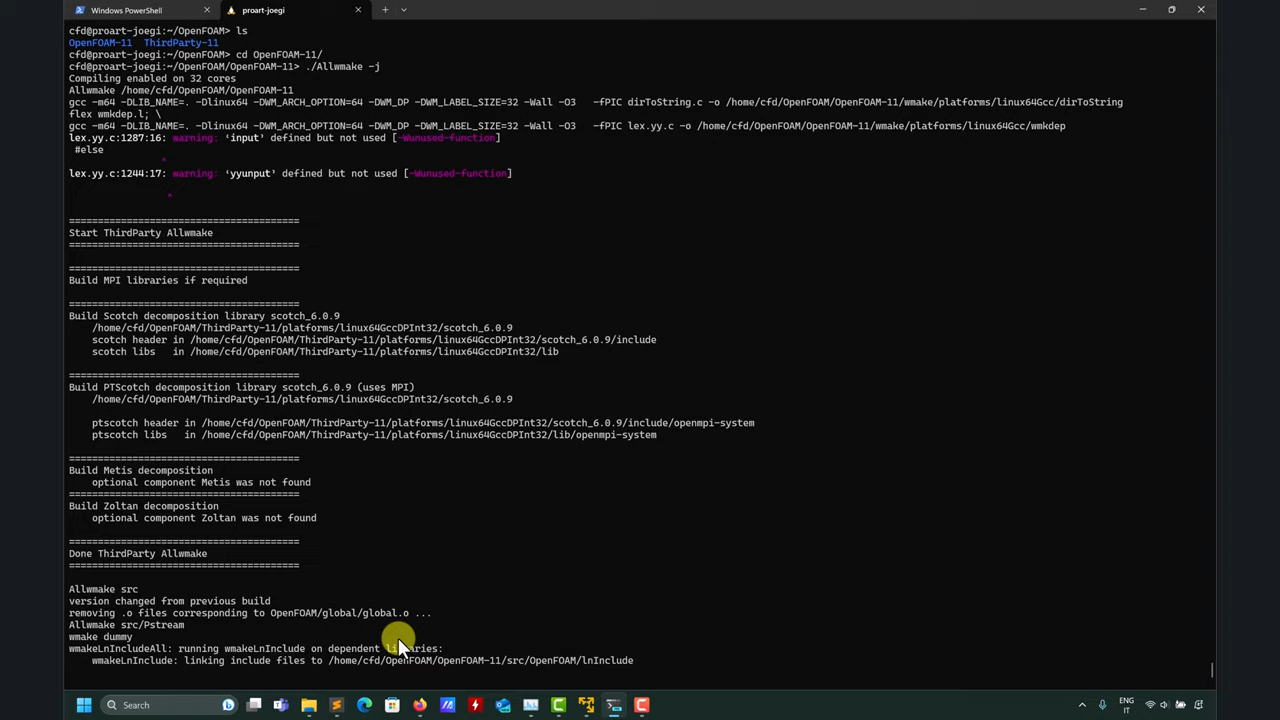 Windows PowerShell
proart-joegi
cfd@proart-joegi:~/OpenFOAM> ls
OpenFOAM-11  ThirdParty-11
cfd@proart-joegi:~/OpenFOAM> cd OpenFOAM-11/
cfd@proart-joegi:~/OpenFOAM/OpenFOAM-11> ./Allwmake -j
Compiling enabled on 32 cores
Allwmake /home/cfd/OpenFOAM/OpenFOAM-11
gcc -m64 -DLIB_NAME=. -Dlinux64 -DWM_ARCH_OPTION=64 -DWM_DP -DWM_LABEL_SIZE=32 -Wall -O3   -fPIC dirToString.c -o /home/cfd/OpenFOAM/OpenFOAM-11/wmake/platforms/linux64Gcc/dirToString
flex wmkdep.l; \
gcc -m64 -DLIB_NAME=. -Dlinux64 -DWM_ARCH_OPTION=64 -DWM_DP -DWM_LABEL_SIZE=32 -Wall -O3   -fPIC lex.yy.c -o /home/cfd/OpenFOAM/OpenFOAM-11/wmake/platforms/linux64Gcc/wmkdep
lex.yy.c:1287:16: warning: ‘input’ defined but not used [-Wunused-function]
 #else
                ^
lex.yy.c:1244:17: warning: ‘yyunput’ defined but not used [-Wunused-function]
                 ^
=======================================
Start ThirdParty Allwmake
=======================================
=======================================
Build MPI libraries if required
=======================================
Build Scotch decomposition library scotch_6.0.9
    /home/cfd/OpenFOAM/ThirdParty-11/platforms/linux64GccDPInt32/scotch_6.0.9
    scotch header in /home/cfd/OpenFOAM/ThirdParty-11/platforms/linux64GccDPInt32/scotch_6.0.9/include
    scotch libs   in /home/cfd/OpenFOAM/ThirdParty-11/platforms/linux64GccDPInt32/lib
=======================================
Build PTScotch decomposition library scotch_6.0.9 (uses MPI)
    /home/cfd/OpenFOAM/ThirdParty-11/platforms/linux64GccDPInt32/scotch_6.0.9
    ptscotch header in /home/cfd/OpenFOAM/ThirdParty-11/platforms/linux64GccDPInt32/scotch_6.0.9/include/openmpi-system
    ptscotch libs   in /home/cfd/OpenFOAM/ThirdParty-11/platforms/linux64GccDPInt32/lib/openmpi-system
=======================================
Build Metis decomposition
    optional component Metis was not found
=======================================
Build Zoltan decomposition
    optional component Zoltan was not found
=======================================
Done ThirdParty Allwmake
=======================================
Allwmake src
version changed from previous build
removing .o files corresponding to OpenFOAM/global/global.o ...
Allwmake src/Pstream
wmake dummy
wmakeLnIncludeAll: running wmakeLnInclude on dependent libraries:
    wmakeLnInclude: linking include files to /home/cfd/OpenFOAM/OpenFOAM-11/src/OpenFOAM/lnInclude
Search
ENG
IT